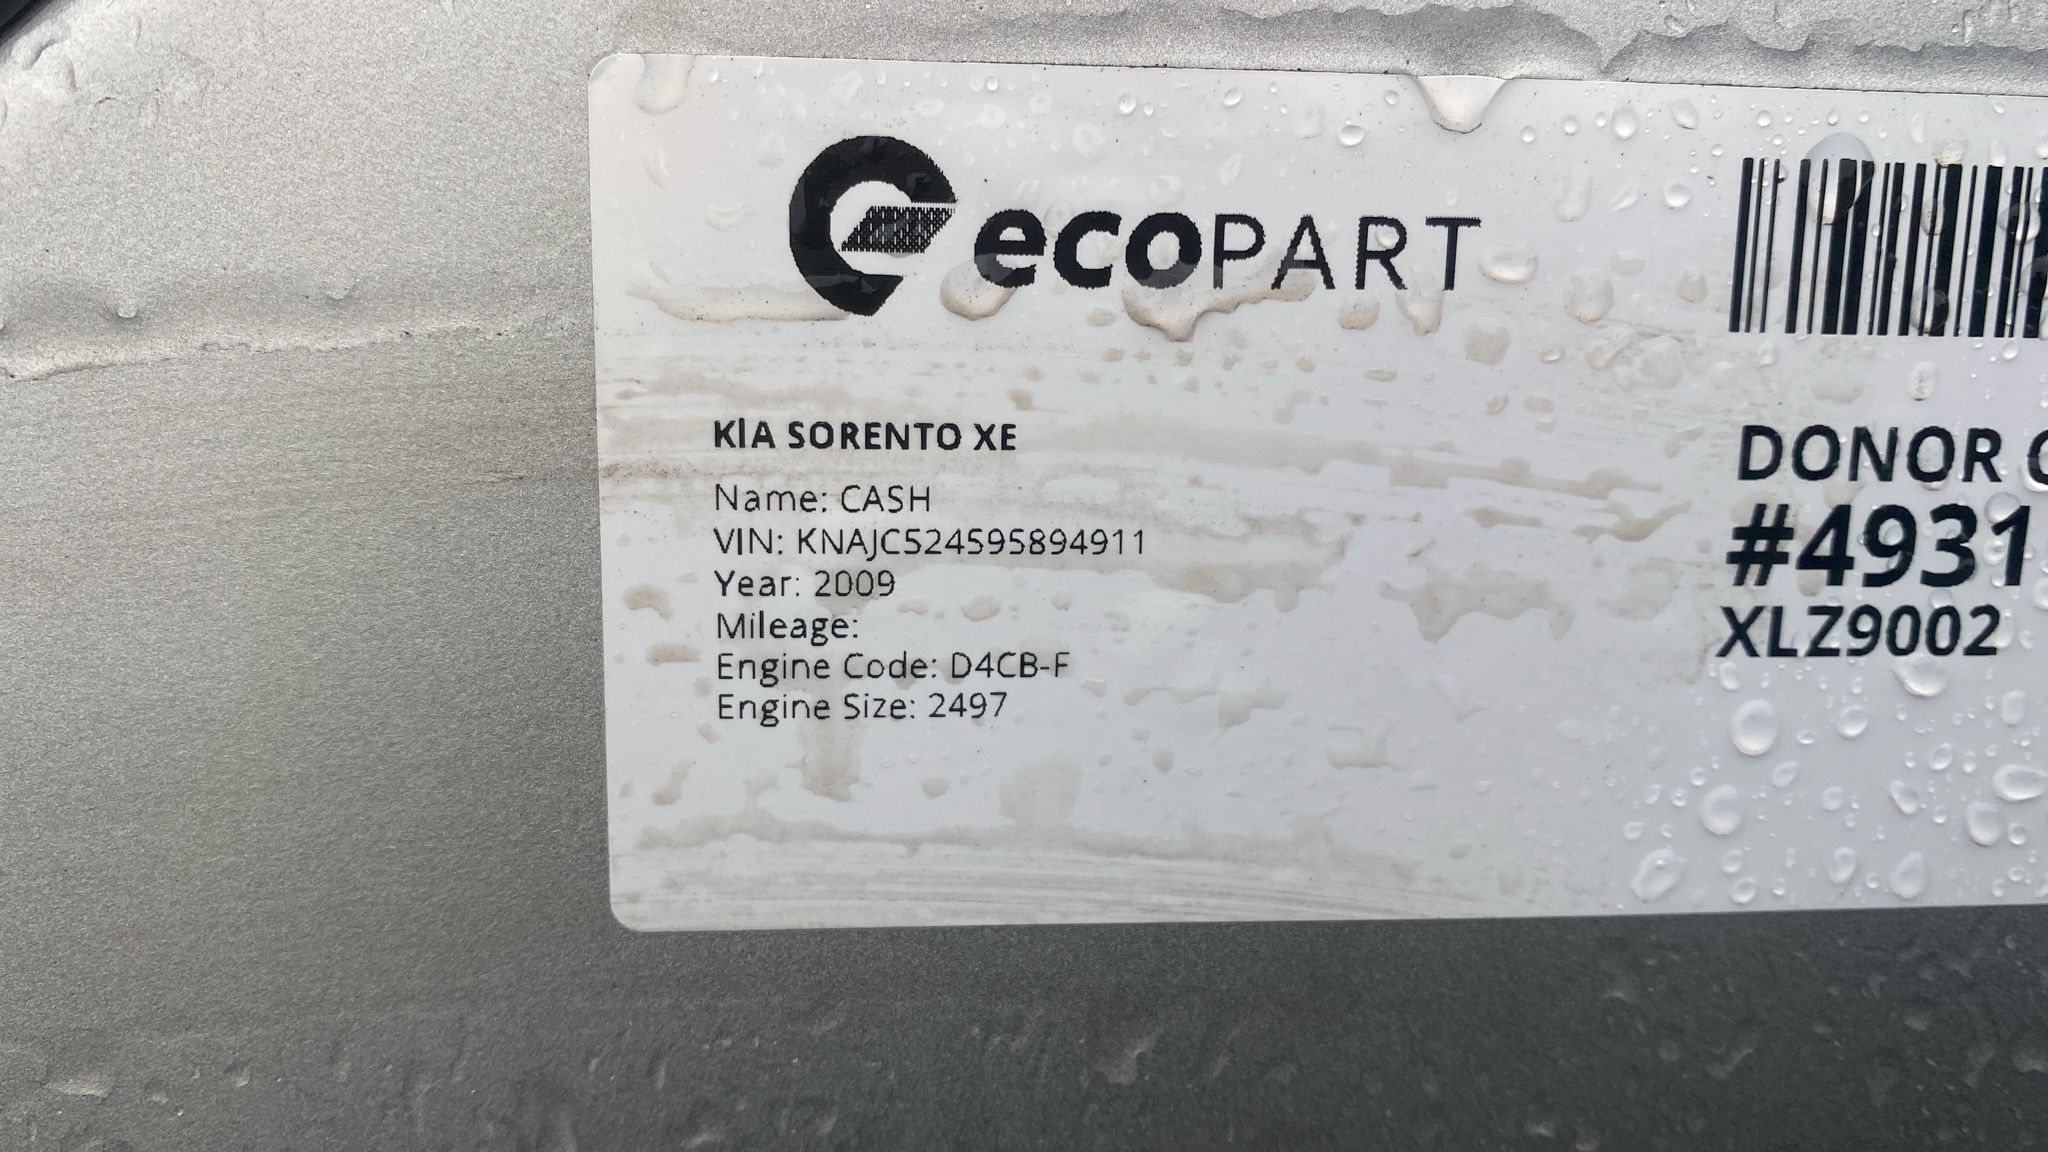 ecoPART
KIA SORENTO XE
Name: CASH
VIN: KNAJC524595894911
Year: 2009
Mileage:
Engine Code: D4CB-F
Engine Size: 2497
DONOR
#4931
XLZ9002